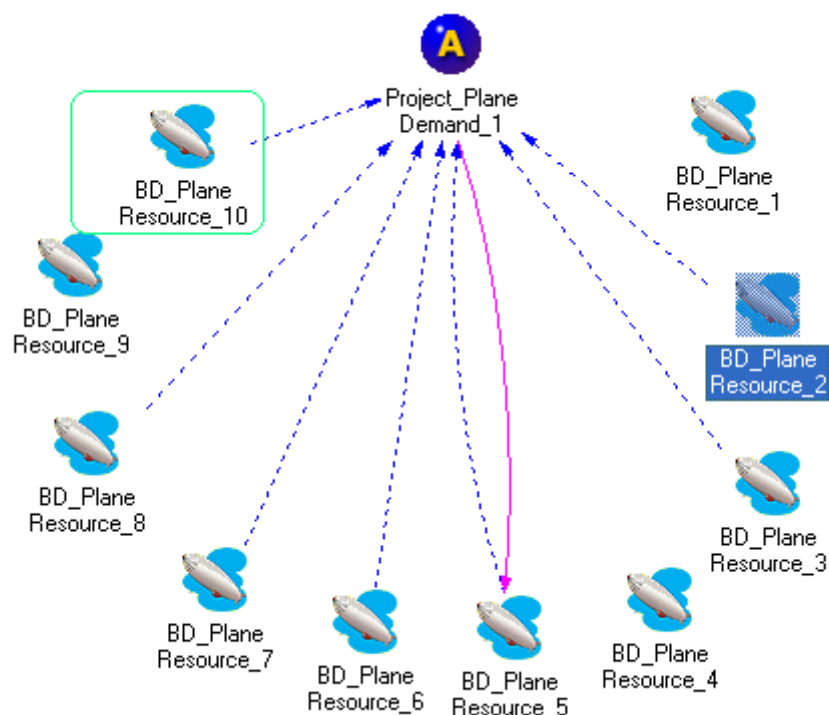 A
Project_Plane
Demand_1
BD_Plane
Resource_10
BD_Plane
Resource_1
BD_Plane
Resource_9
BD_Plane
Resource_2
BD_Plane
Resource_8
BD_Plane
Resource_3
BD_Plane
Resource_7
BD_Plane
Resource_6
BD_Plane
Resource_5
BD_Plane
Resource_4